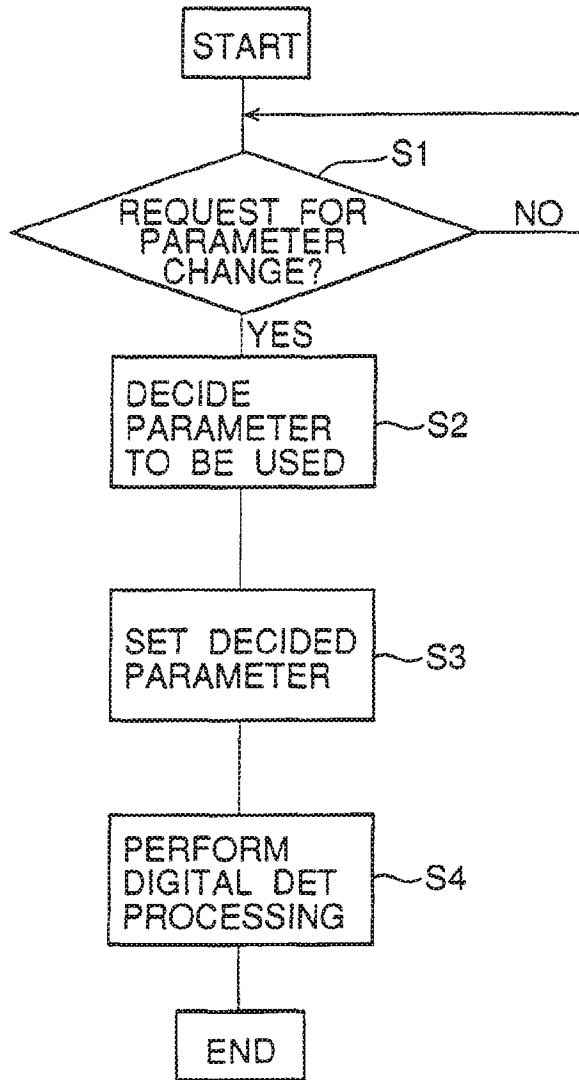 START
S1
REQUEST FOR
PARAMETER
CHANGE?
NO
YES
DECIDE
PARAMETER
TO BE USED
S2
SET DECIDED
PARAMETER
S3
PERFORM
DIGITAL DET
PROCESSING
S4
END